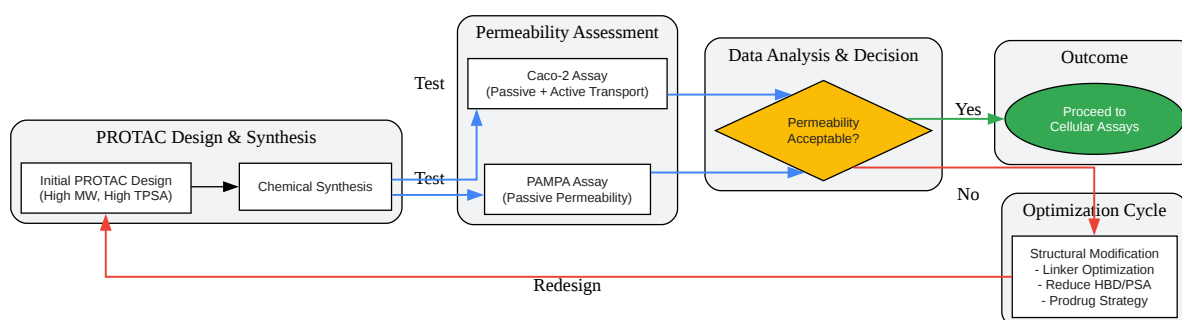 PROTAC Design & Synthesis
Initial PROTAC Design
(High MW, High TPSA)
Chemical Synthesis
Test
Test
Permeability Assessment
Caco-2 Assay
(Passive + Active Transport)
PAMPA Assay
(Passive Permeability)
Data Analysis & Decision
Permeability
Acceptable?
Yes
No
Outcome
Proceed to
Cellular Assays
Optimization Cycle
Structural Modification
- Linker Optimization
- Reduce HBD/PSA
- Prodrug Strategy
Redesign